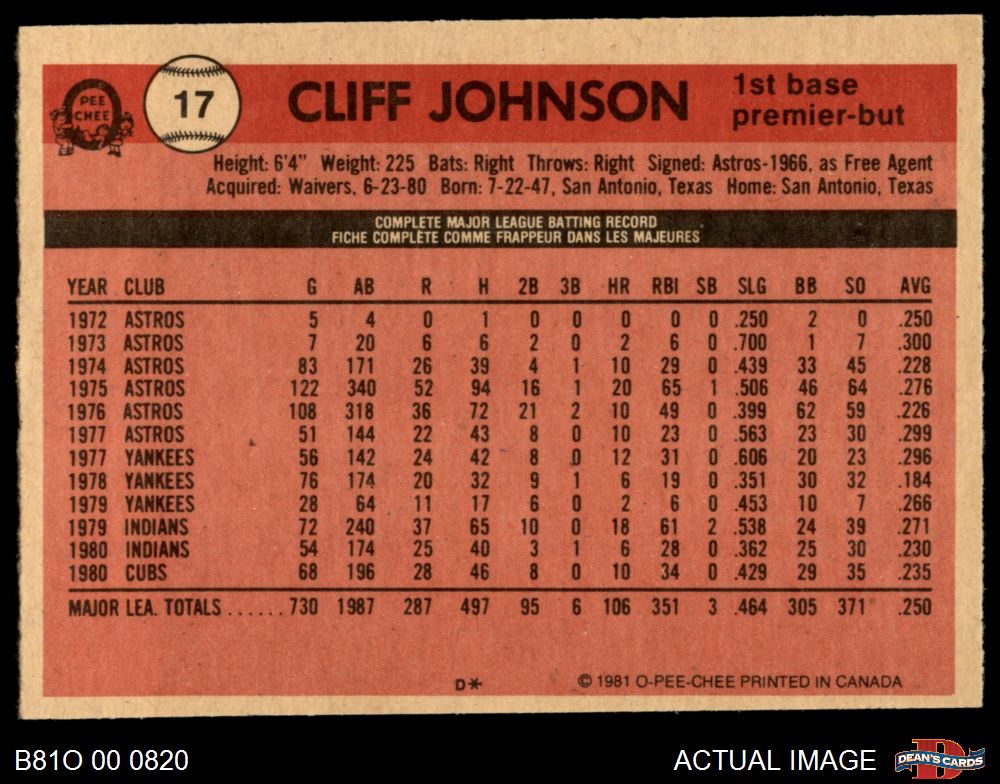 PEE
CHEE
17
CLIFF JOHNSON
1st base
premier-but
Height: 6'4" Weight: 225 Bats: Right Throws: Right Signed: Astros-1966, as Free Agent
Acquired: Waivers, 6-23-80 Born: 7-22-47, San Antonio, Texas Home: San Antonio, Texas
COMPLETE MAJOR LEAGUE BATTING RECORD
FICHE COMPLÈTE COMME FRAPPEUR DANS LES MAJEURES
YEAR CLUB G AB R H 2B 3B HR RBI SB SLG BB SO AVG
1972 ASTROS 5 4 0 1 0 0 0 0 0 .250 2 0 .250
1973 ASTROS 7 20 6 6 2 0 2 6 0 .700 1 7 .300
1974 ASTROS 83 171 26 39 4 1 10 29 0 .439 33 45 .228
1975 ASTROS 122 340 52 94 16 1 20 65 1 .506 46 64 .276
1976 ASTROS 108 318 36 72 21 2 10 49 0 .399 62 59 .226
1977 ASTROS 51 144 22 43 8 0 10 23 0 .563 23 30 .299
1977 YANKEES 56 142 24 42 8 0 12 31 0 .606 20 23 .296
1978 YANKEES 76 174 20 32 9 1 6 19 0 .351 30 32 .184
1979 YANKEES 28 64 11 17 6 0 2 6 0 .453 10 7 .266
1979 INDIANS 72 240 37 65 10 0 18 61 2 .538 24 39 .271
1980 INDIANS 54 174 25 40 3 1 6 28 0 .362 25 30 .230
1980 CUBS 68 196 28 46 8 0 10 34 0 .429 29 35 .235
MAJOR LEA. TOTALS ...... 730 1987 287 497 95 6 106 351 3 .464 305 371 .250
D* © 1981 O-PEE-CHEE PRINTED IN CANADA
B81O 00 0820 ACTUAL IMAGE DEAN'S CARDS